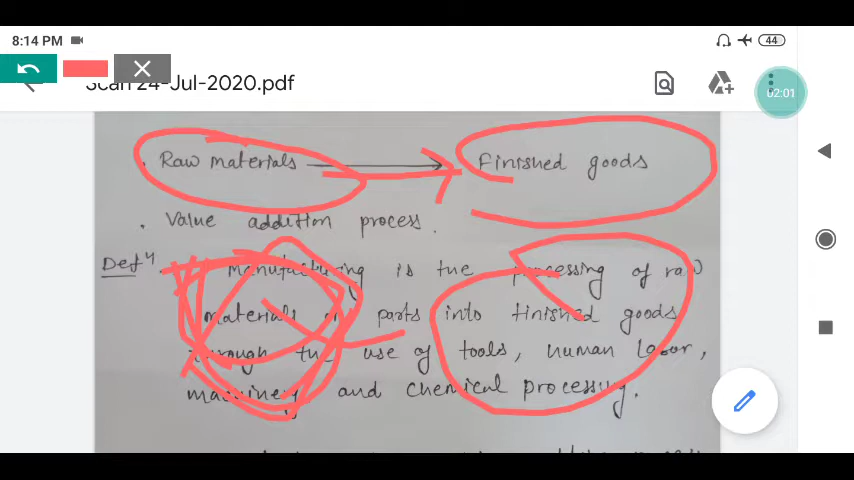 8:14 PM
44
Scan 24-Jul-2020.pdf
02:01
. Raw materials → Finished goods
. Value addition process.
Defn. Manufacturing is the processing of raw
materials or parts into finished goods
through the use of tools, human labor,
machinery and chemical processing.